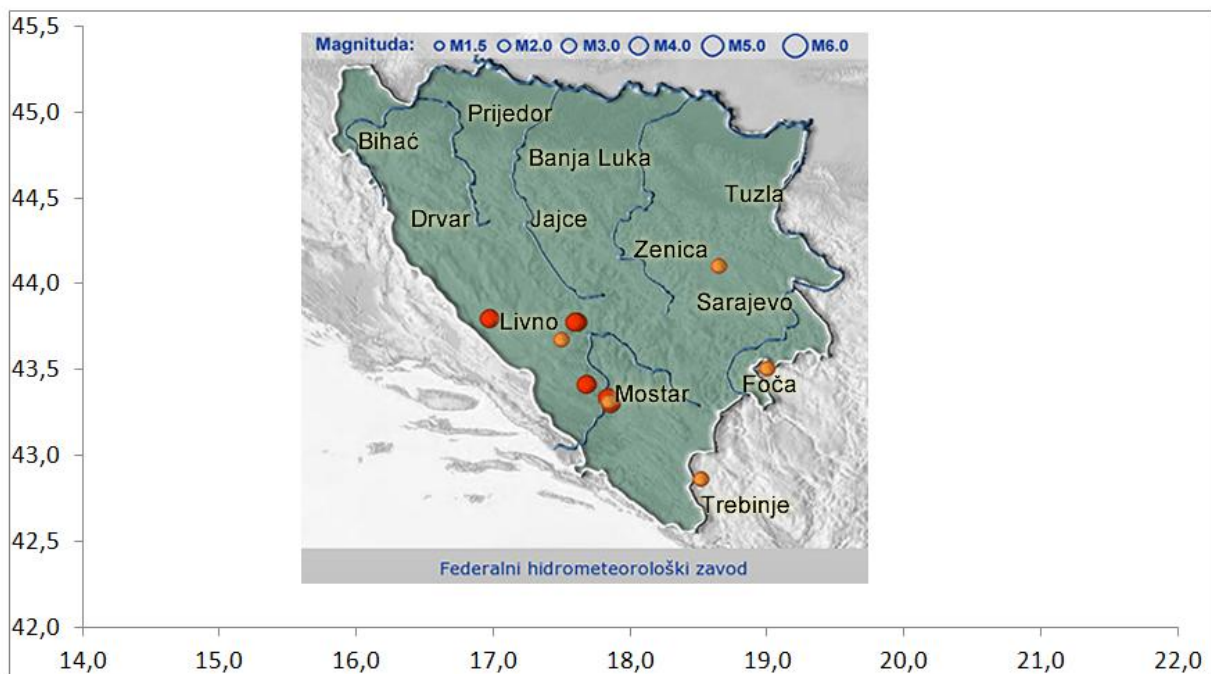 45,5
Magnituda: M1.5 M2.0 M3.0 M4.0 M5.0 M6.0
45,0
Prijedor
Bihać
Banja Luka
44,5
Tuzla
Drvar
Jajce
Zenica
44,0
Sarajevo
Livno
43,5
Foča
Mostar
43,0
Trebinje
42,5
Federalni hidrometeorološki zavod
42,0
14,0 15,0 16,0 17,0 18,0 19,0 20,0 21,0 22,0